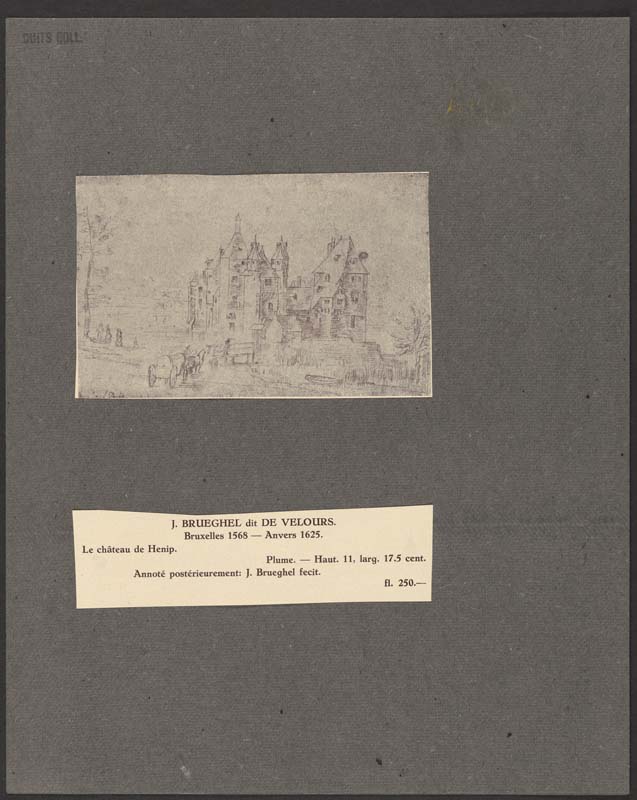 DUITS COLL.
J. BRUEGHEL dit DE VELOURS.
Bruxelles 1568 — Anvers 1625.
Le château de Henip.
Plume. — Haut. 11, larg. 17.5 cent.
Annoté postérieurement: J. Brueghel fecit.
fl. 250.—